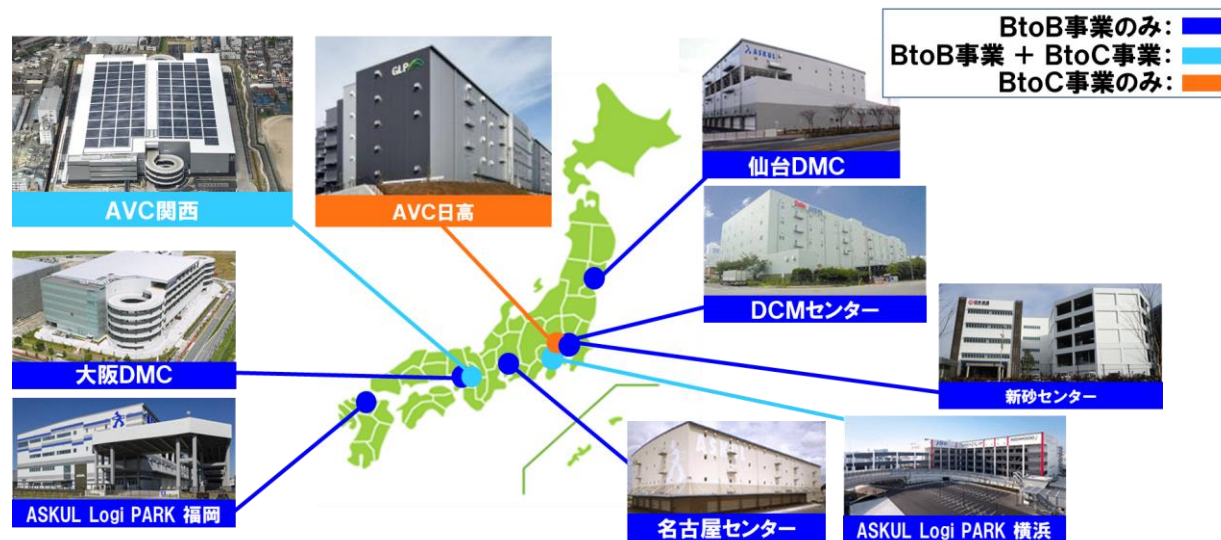 BtoB事業のみ:
BtoB事業 + BtoC事業:
BtoC事業のみ:
GLP
ASKUL
AVC関西
AVC日高
仙台DMC
DCMセンター
大阪DMC
新砂センター
ASKUL
ASKUL Logi PARK 福岡
名古屋センター
ASKUL Logi PARK 横浜